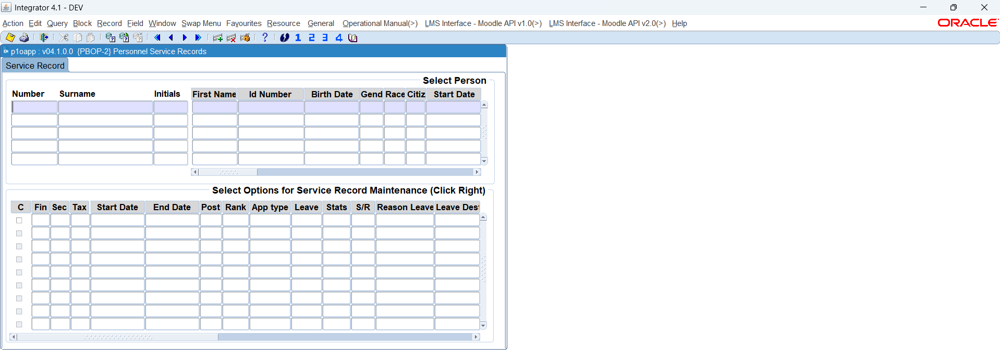 Integrator 4.1 - DEV
Action Edit Query Block Record Field Window Swap Menu Favourites Resource General Operational Manual(>) LMS Interface - Moodle API v1.0(>) LMS Interface - Moodle API v2.0(>) Help
ORACLE
? 1 2 3 4
p1oapp : v04.1.0.0 {PBOP-2} Personnel Service Records
Service Record
Select Person
Number Surname Initials First Name Id Number Birth Date Gend Race Citiz Start Date
Select Options for Service Record Maintenance (Click Right)
C Fin Sec Tax Start Date End Date Post Rank App type Leave Stats S/R Reason Leave Leave Dest